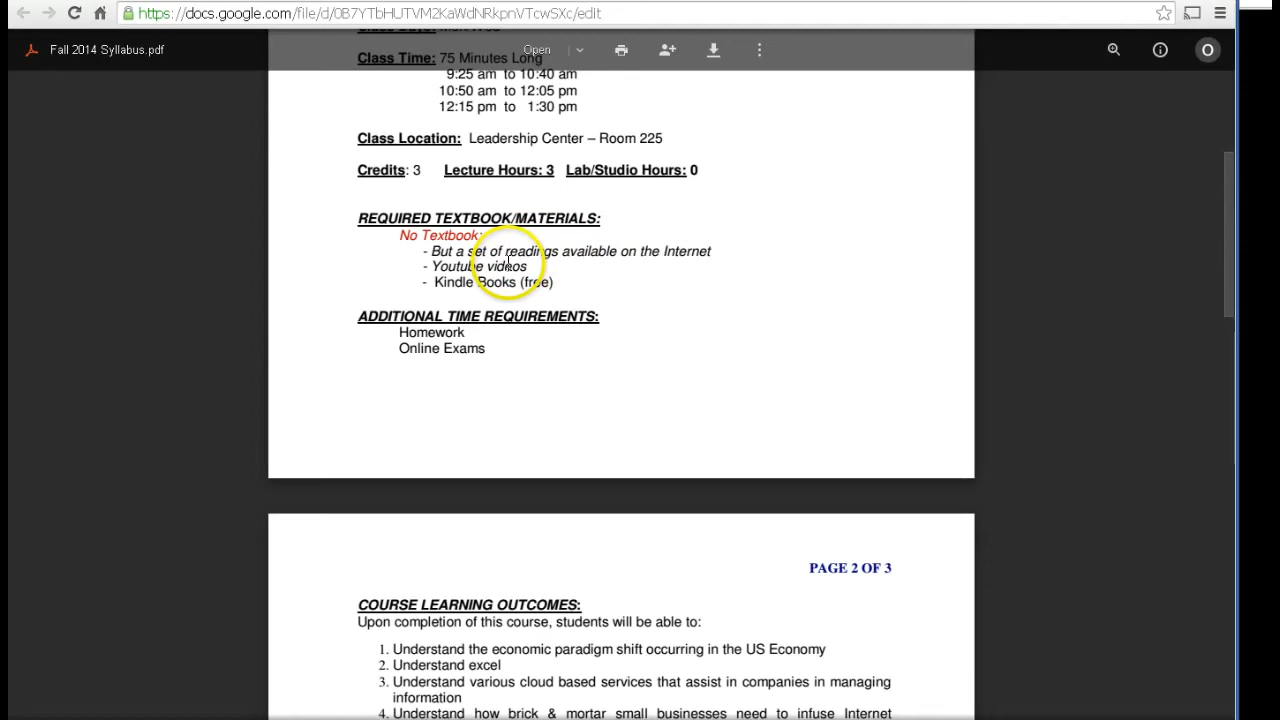 https://docs.google.com/file/d/0B7YTbHUTVM2KaWdNRkpnVTcwSXc/edit
Fall 2014 Syllabus.pdf
Open
Class Time: 75 Minutes Long
9:25 am to 10:40 am
10:50 am to 12:05 pm
12:15 pm to 1:30 pm
Class Location: Leadership Center – Room 225
Credits: 3 Lecture Hours: 3 Lab/Studio Hours: 0
REQUIRED TEXTBOOK/MATERIALS:
No Textbook:
- But a set of readings available on the Internet
- Youtube videos
- Kindle Books (free)
ADDITIONAL TIME REQUIREMENTS:
Homework
Online Exams
PAGE 2 OF 3
COURSE LEARNING OUTCOMES:
Upon completion of this course, students will be able to:
1. Understand the economic paradigm shift occurring in the US Economy
2. Understand excel
3. Understand various cloud based services that assist in companies in managing
information
4. Understand how brick & mortar small businesses need to infuse Internet
O